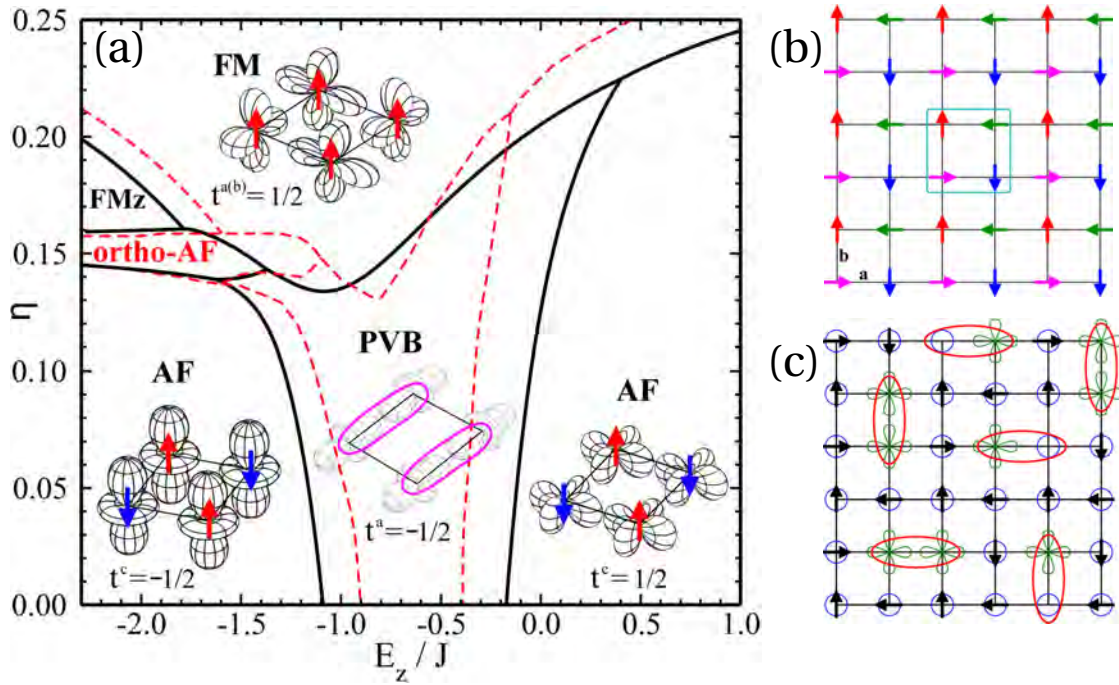 (a)
FM
t^a(b) = 1/2
FMz
ortho-AF
PVB
t^a = -1/2
AF
t^c = -1/2
AF
t^c = 1/2
η
0.25
0.20
0.15
0.10
0.05
0.00
-2.0
-1.5
-1.0
-0.5
0.0
0.5
1.0
E_z / J
(b)
b
a
(c)